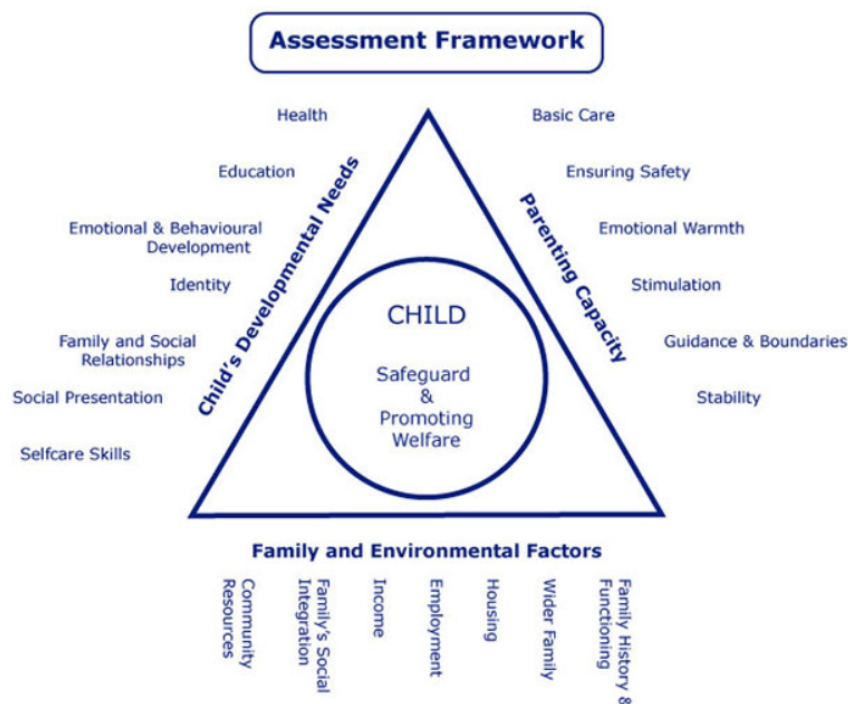 Assessment Framework
Health
Education
Emotional & Behavioural
Development
Identity
Family and Social
Relationships
Social Presentation
Selfcare Skills
Child's Developmental Needs
CHILD
Safeguard
&
Promoting
Welfare
Parenting Capacity
Basic Care
Ensuring Safety
Emotional Warmth
Stimulation
Guidance & Boundaries
Stability
Family and Environmental Factors
Community
Resources
Family's Social
Integration
Income
Employment
Housing
Wider Family
Family History &
Functioning